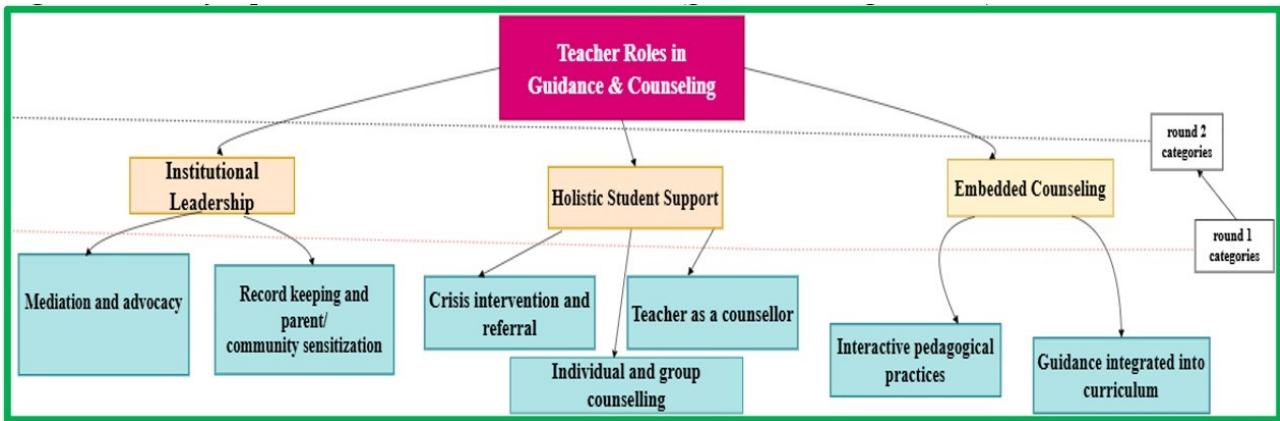 Teacher Roles in
Guidance & Counseling
round 2
categories
Institutional
Leadership
Holistic Student Support
Embedded Counseling
round 1
categories
Mediation and advocacy
Record keeping and
parent/
community sensitization
Crisis intervention and
referral
Teacher as a counsellor
Individual and group
counselling
Interactive pedagogical
practices
Guidance integrated into
curriculum